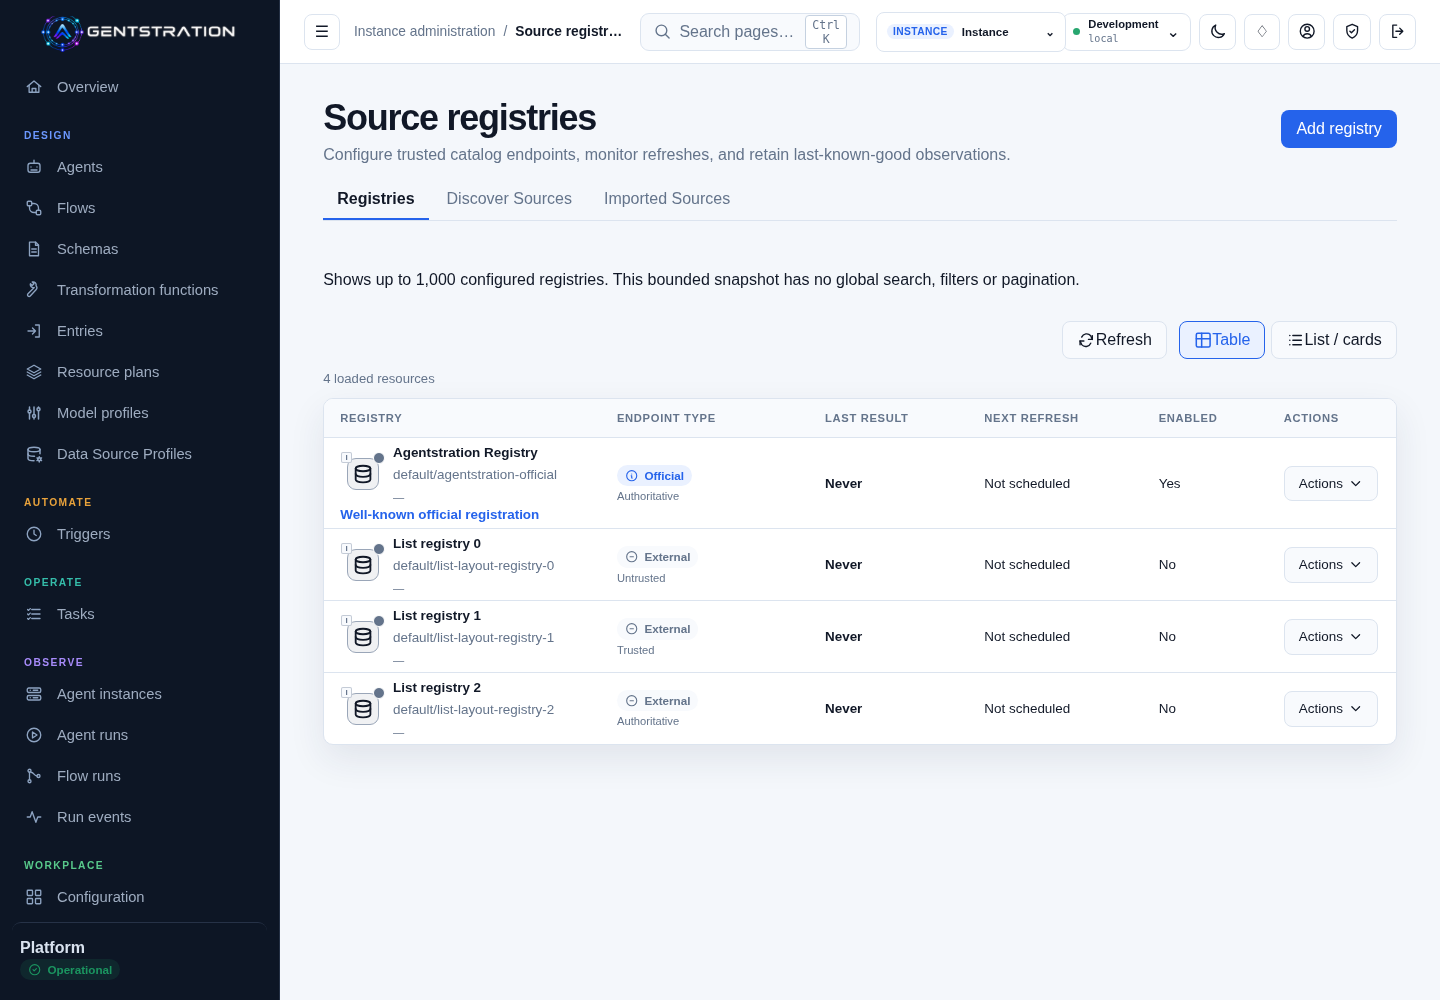 GENTSTRATION
Instance administration / Source registr…
Search pages…
Ctrl K
INSTANCE Instance
Development
local
Overview
DESIGN
Agents
Flows
Schemas
Transformation functions
Entries
Resource plans
Model profiles
Data Source Profiles
AUTOMATE
Triggers
OPERATE
Tasks
OBSERVE
Agent instances
Agent runs
Flow runs
Run events
WORKPLACE
Configuration
Platform
Operational
Source registries
Add registry
Configure trusted catalog endpoints, monitor refreshes, and retain last-known-good observations.
Registries Discover Sources Imported Sources
Shows up to 1,000 configured registries. This bounded snapshot has no global search, filters or pagination.
Refresh Table List / cards
4 loaded resources
REGISTRY ENDPOINT TYPE LAST RESULT NEXT REFRESH ENABLED ACTIONS
I
Agentstration Registry
default/agentstration-official
—
Well-known official registration
Official
Authoritative
Never
Not scheduled
Yes
Actions
I
List registry 0
default/list-layout-registry-0
—
External
Untrusted
Never
Not scheduled
No
Actions
I
List registry 1
default/list-layout-registry-1
—
External
Trusted
Never
Not scheduled
No
Actions
I
List registry 2
default/list-layout-registry-2
—
External
Authoritative
Never
Not scheduled
No
Actions